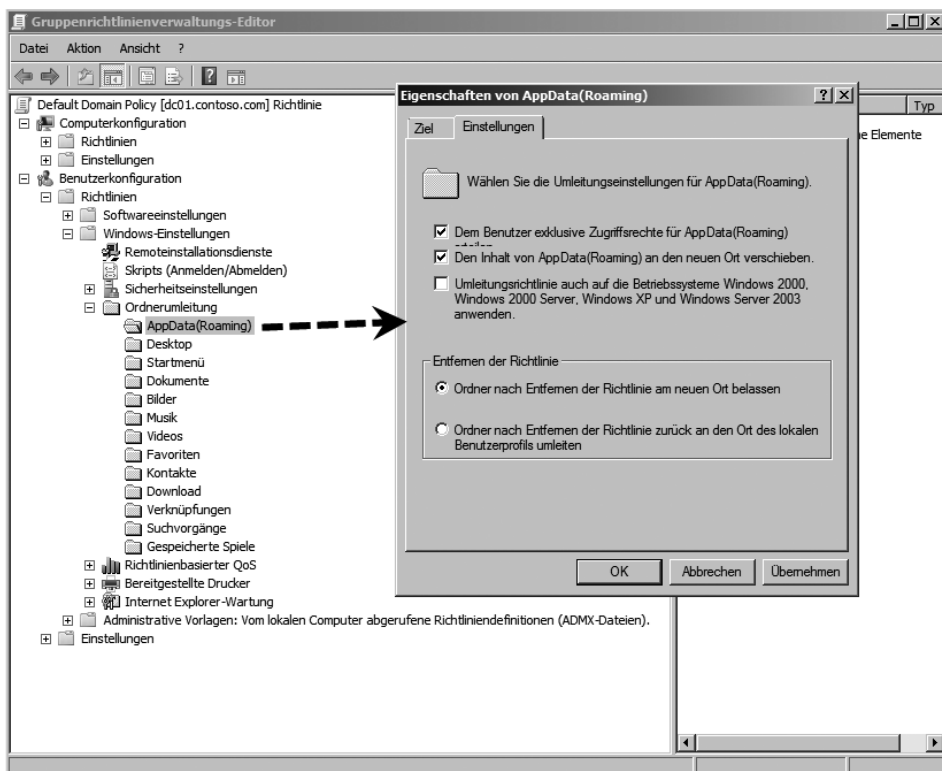 Gruppenrichtlinienverwaltungs-Editor
Datei Aktion Ansicht ?
Default Domain Policy [dc01.contoso.com] Richtlinie
Computerkonfiguration
Richtlinien
Einstellungen
Benutzerkonfiguration
Richtlinien
Softwareeinstellungen
Windows-Einstellungen
Remoteinstallationsdienste
Skripts (Anmelden/Abmelden)
Sicherheitseinstellungen
Ordnerumleitung
AppData(Roaming)
Desktop
Startmenü
Dokumente
Bilder
Musik
Videos
Favoriten
Kontakte
Download
Verknüpfungen
Suchvorgänge
Gespeicherte Spiele
Richtlinienbasierter QoS
Bereitgestellte Drucker
Internet Explorer-Wartung
Administrative Vorlagen: Vom lokalen Computer abgerufene Richtliniendefinitionen (ADMX-Dateien).
Einstellungen
Typ
Elemente
Eigenschaften von AppData(Roaming)
Ziel Einstellungen
Wählen Sie die Umleitungseinstellungen für AppData(Roaming).
Dem Benutzer exklusive Zugriffsrechte für AppData(Roaming)
Den Inhalt von AppData(Roaming) an den neuen Ort verschieben.
Umleitungsrichtlinie auch auf die Betriebssysteme Windows 2000,
Windows 2000 Server, Windows XP und Windows Server 2003
anwenden.
Entfernen der Richtlinie
Ordner nach Entfernen der Richtlinie am neuen Ort belassen
Ordner nach Entfernen der Richtlinie zurück an den Ort des lokalen
Benutzerprofils umleiten
OK Abbrechen Übernehmen